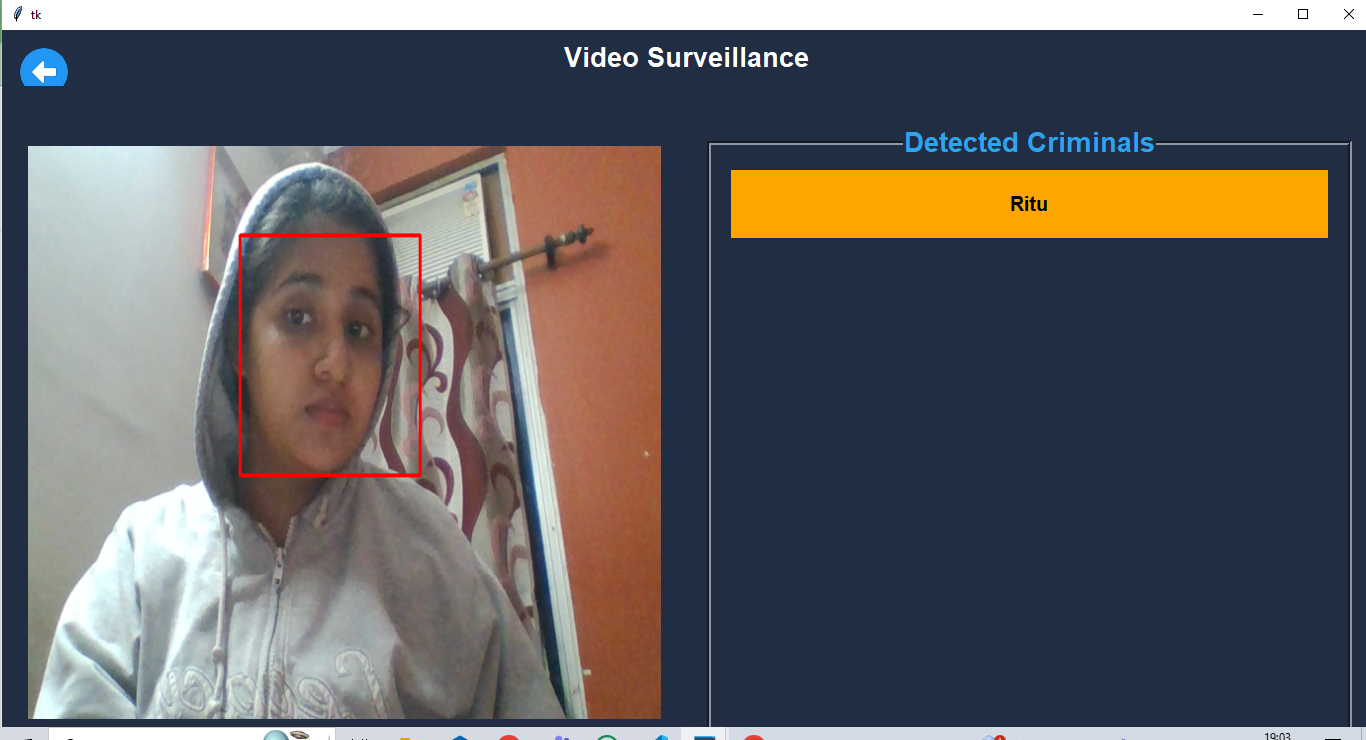 tk
Video Surveillance
Detected Criminals
Ritu
19:03